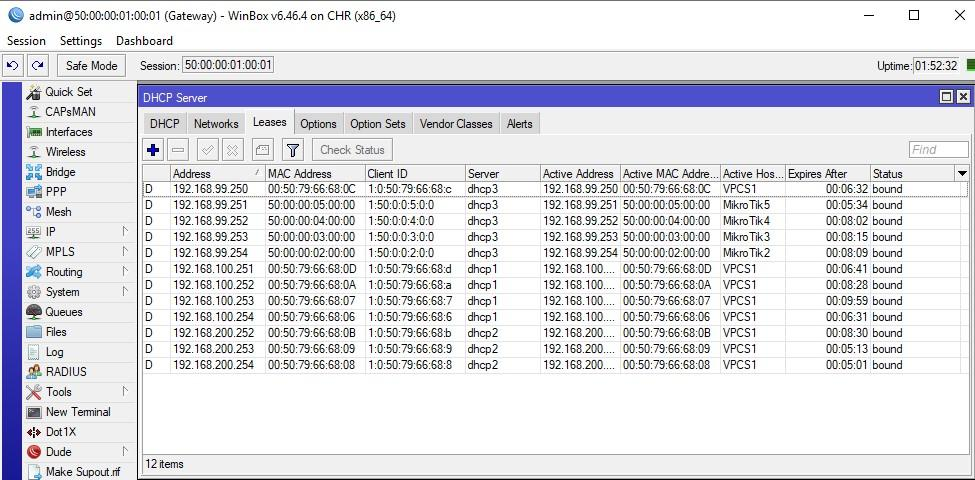 admin@50:00:00:01:00:01 (Gateway) - WinBox v6.46.4 on CHR (x86_64)
Session Settings Dashboard
Safe Mode Session: 50:00:00:01:00:01 Uptime: 01:52:32
Quick Set
CAPsMAN
Interfaces
Wireless
Bridge
PPP
Mesh
IP
MPLS
Routing
System
Queues
Files
Log
RADIUS
Tools
New Terminal
Dot1X
Dude
Make Supout.rif
DHCP Server
DHCP Networks Leases Options Option Sets Vendor Classes Alerts
Check Status Find
Address MAC Address Client ID Server Active Address Active MAC Addre... Active Hos... Expires After Status
D 192.168.99.250 00:50:79:66:68:0C 1:0:50:79:66:68:c dhcp3 192.168.99.250 00:50:79:66:68:0C VPCS1 00:06:32 bound
D 192.168.99.251 50:00:00:05:00:00 1:50:0:0:5:0:0 dhcp3 192.168.99.251 50:00:00:05:00:00 MikroTik5 00:05:34 bound
D 192.168.99.252 50:00:00:04:00:00 1:50:0:0:4:0:0 dhcp3 192.168.99.252 50:00:00:04:00:00 MikroTik4 00:08:02 bound
D 192.168.99.253 50:00:00:03:00:00 1:50:0:0:3:0:0 dhcp3 192.168.99.253 50:00:00:03:00:00 MikroTik3 00:08:15 bound
D 192.168.99.254 50:00:00:02:00:00 1:50:0:0:2:0:0 dhcp3 192.168.99.254 50:00:00:02:00:00 MikroTik2 00:08:09 bound
D 192.168.100.251 00:50:79:66:68:0D 1:0:50:79:66:68:d dhcp1 192.168.100.... 00:50:79:66:68:0D VPCS1 00:06:41 bound
D 192.168.100.252 00:50:79:66:68:0A 1:0:50:79:66:68:a dhcp1 192.168.100.... 00:50:79:66:68:0A VPCS1 00:08:28 bound
D 192.168.100.253 00:50:79:66:68:07 1:0:50:79:66:68:7 dhcp1 192.168.100.... 00:50:79:66:68:07 VPCS1 00:09:59 bound
D 192.168.100.254 00:50:79:66:68:06 1:0:50:79:66:68:6 dhcp1 192.168.100.... 00:50:79:66:68:06 VPCS1 00:06:31 bound
D 192.168.200.252 00:50:79:66:68:0B 1:0:50:79:66:68:b dhcp2 192.168.200.... 00:50:79:66:68:0B VPCS1 00:08:30 bound
D 192.168.200.253 00:50:79:66:68:09 1:0:50:79:66:68:9 dhcp2 192.168.200.... 00:50:79:66:68:09 VPCS1 00:05:13 bound
D 192.168.200.254 00:50:79:66:68:08 1:0:50:79:66:68:8 dhcp2 192.168.200.... 00:50:79:66:68:08 VPCS1 00:05:01 bound
12 items